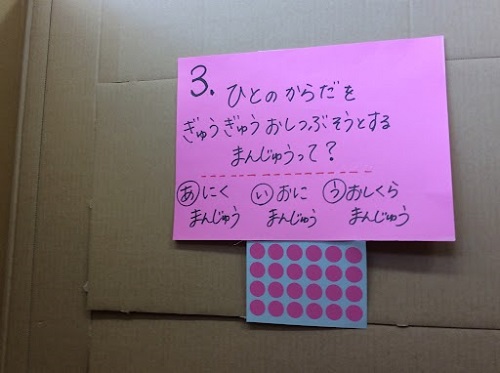 3.
ひとのからだを
ぎゅうぎゅうおしつぶそうとする
まんじゅうって?
あ にく い おに う おしくら
まんじゅう まんじゅう まんじゅう